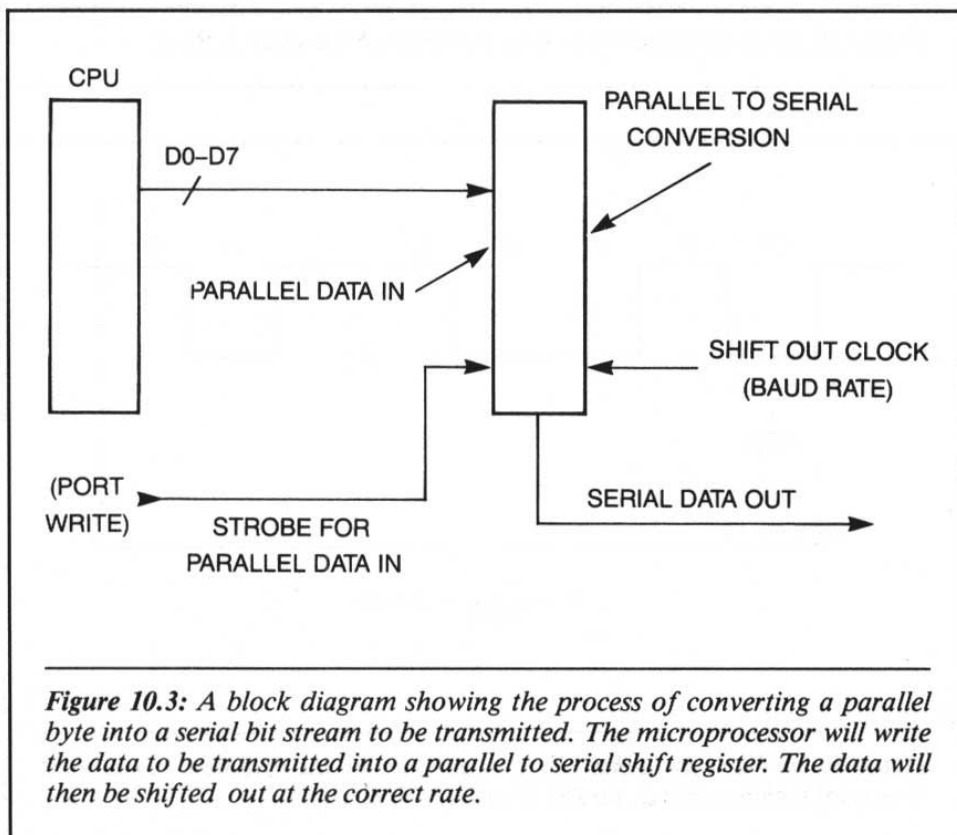 CPU
D0–D7
PARALLEL TO SERIAL
CONVERSION
PARALLEL DATA IN
SHIFT OUT CLOCK
(BAUD RATE)
(PORT
WRITE)
STROBE FOR
PARALLEL DATA IN
SERIAL DATA OUT
Figure 10.3: A block diagram showing the process of converting a parallel
byte into a serial bit stream to be transmitted. The microprocessor will write
the data to be transmitted into a parallel to serial shift register. The data will
then be shifted out at the correct rate.